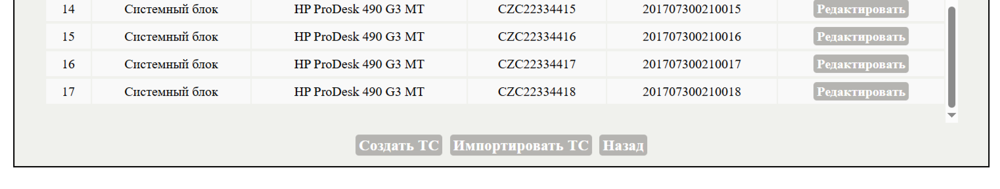 14 Системный блок HP ProDesk 490 G3 MT CZC22334415 201707300210015 Редактировать
15 Системный блок HP ProDesk 490 G3 MT CZC22334416 201707300210016 Редактировать
16 Системный блок HP ProDesk 490 G3 MT CZC22334417 201707300210017 Редактировать
17 Системный блок HP ProDesk 490 G3 MT CZC22334418 201707300210018 Редактировать
Создать ТС Импортировать ТС Назад